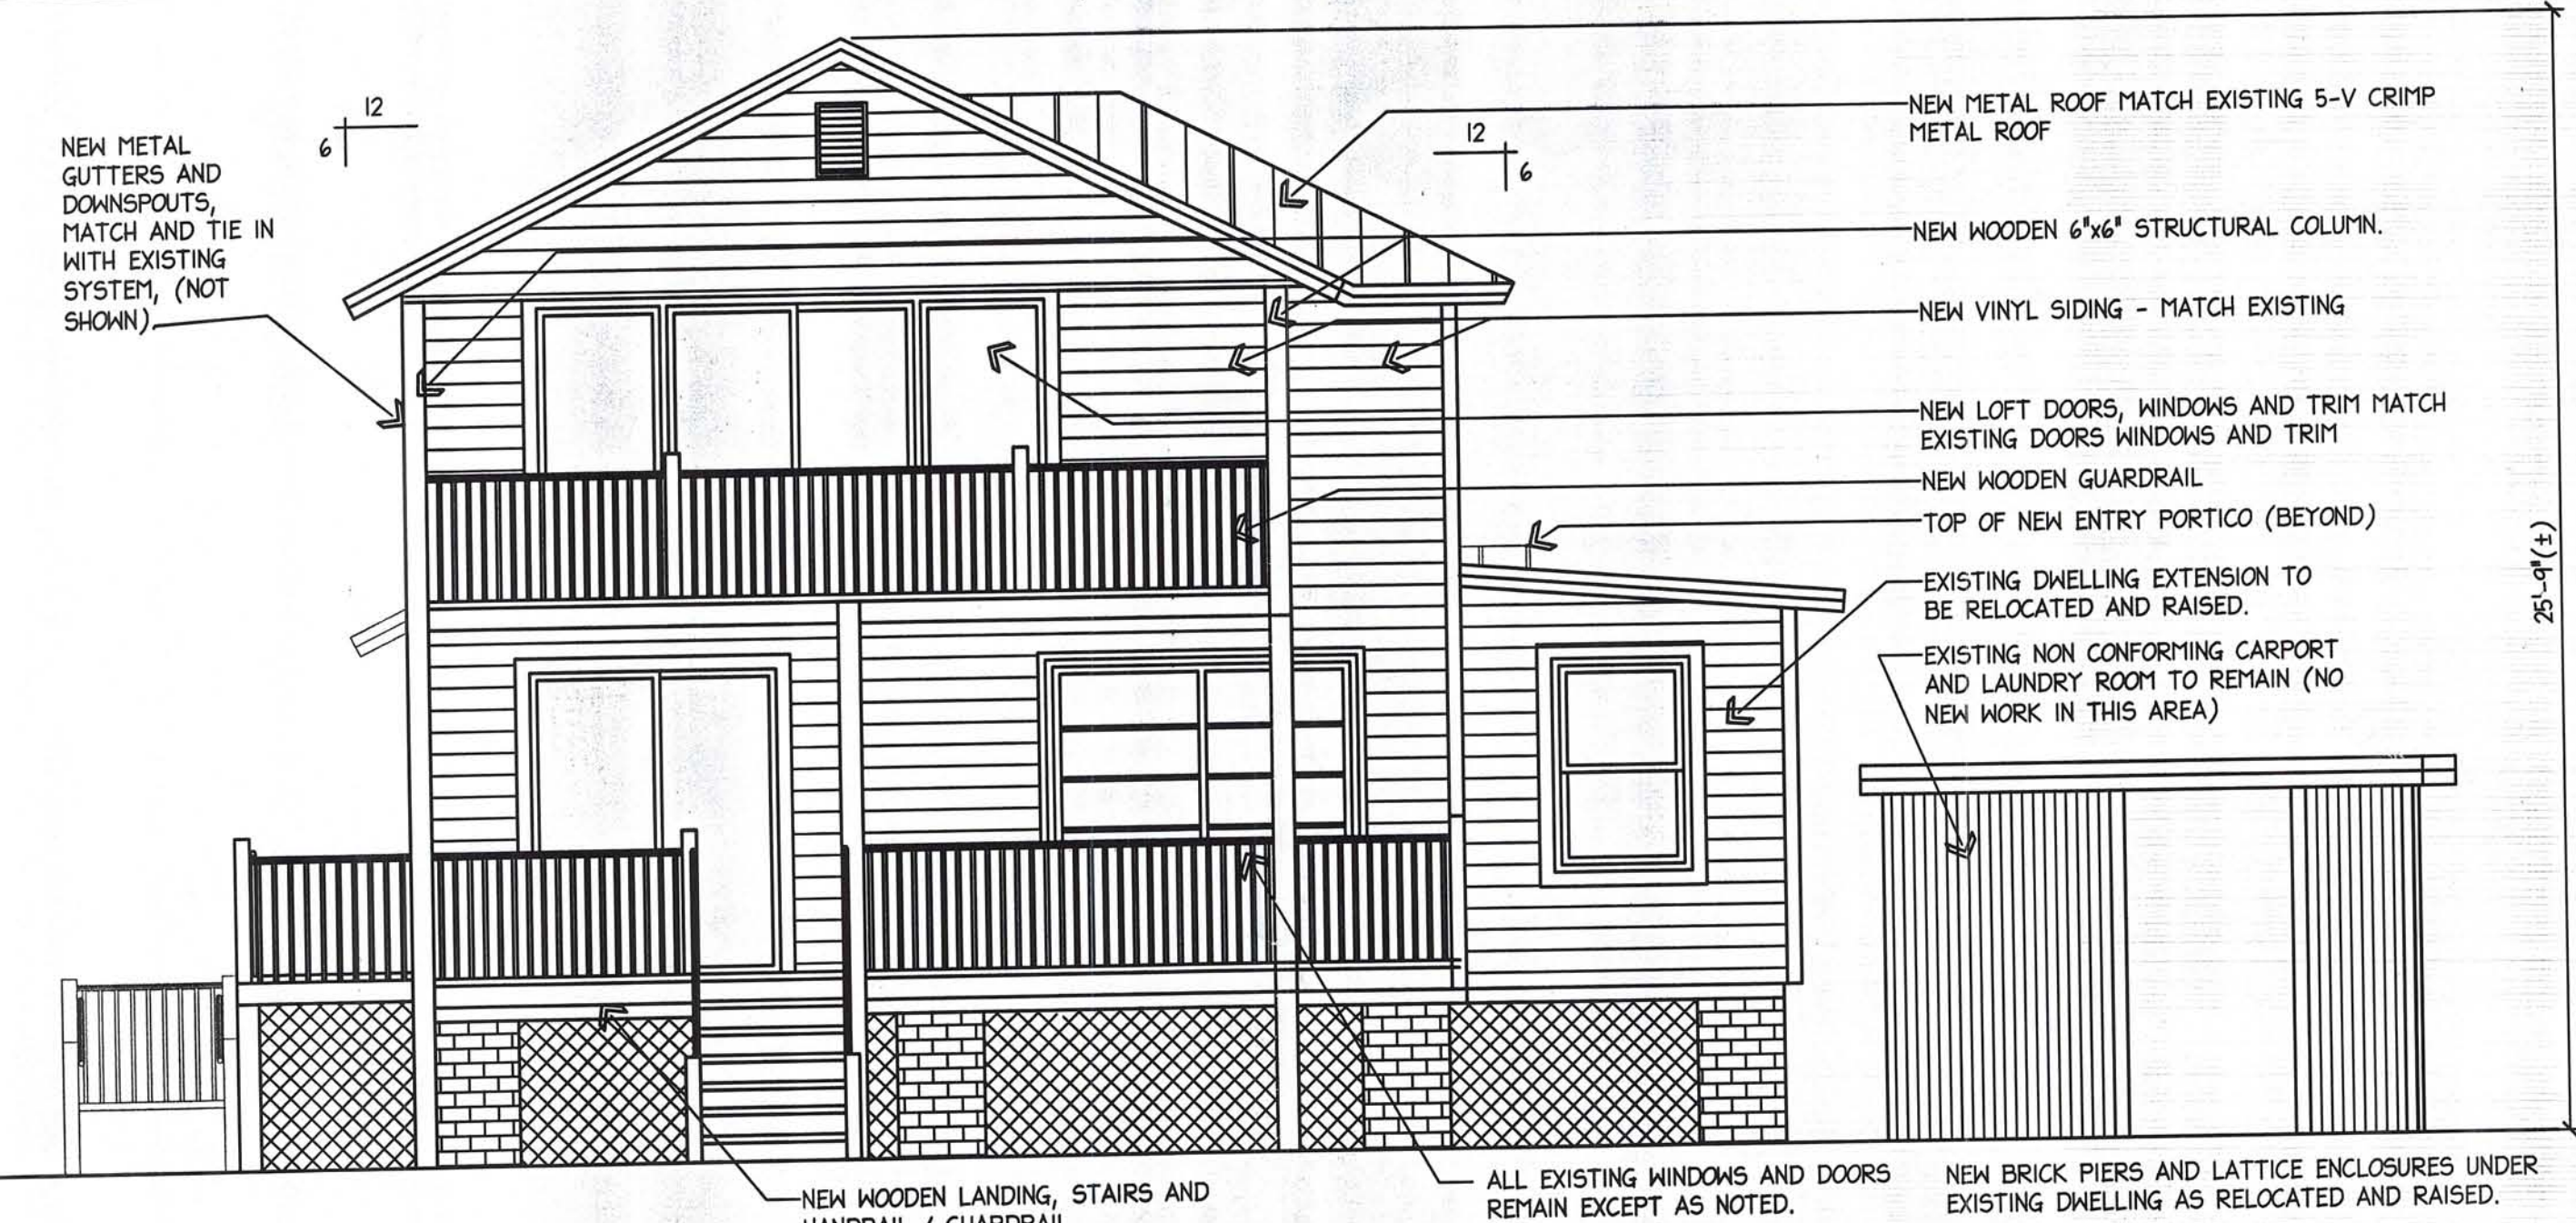 NEW METAL
GUTTERS AND
DOWNSPOUTS,
MATCH AND TIE IN
WITH EXISTING
SYSTEM, (NOT
SHOWN).
12
6
12
6
NEW METAL ROOF MATCH EXISTING 5-V CRIMP
METAL ROOF
NEW WOODEN 6"x6" STRUCTURAL COLUMN.
NEW VINYL SIDING - MATCH EXISTING
NEW LOFT DOORS, WINDOWS AND TRIM MATCH
EXISTING DOORS WINDOWS AND TRIM
NEW WOODEN GUARDRAIL
TOP OF NEW ENTRY PORTICO (BEYOND)
EXISTING DWELLING EXTENSION TO
BE RELOCATED AND RAISED.
EXISTING NON CONFORMING CARPORT
AND LAUNDRY ROOM TO REMAIN (NO
NEW WORK IN THIS AREA)
25'-9"(±)
NEW WOODEN LANDING, STAIRS AND
HANDRAIL / GUARDRAIL
ALL EXISTING WINDOWS AND DOORS
REMAIN EXCEPT AS NOTED.
NEW BRICK PIERS AND LATTICE ENCLOSURES UNDER
EXISTING DWELLING AS RELOCATED AND RAISED.